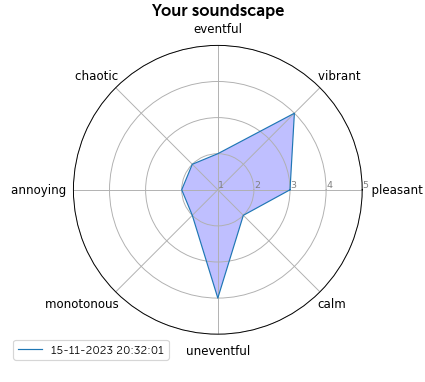 Your soundscape
eventful
chaotic
vibrant
annoying
1 2 3 4 5
pleasant
monotonous
calm
uneventful
15-11-2023 20:32:01